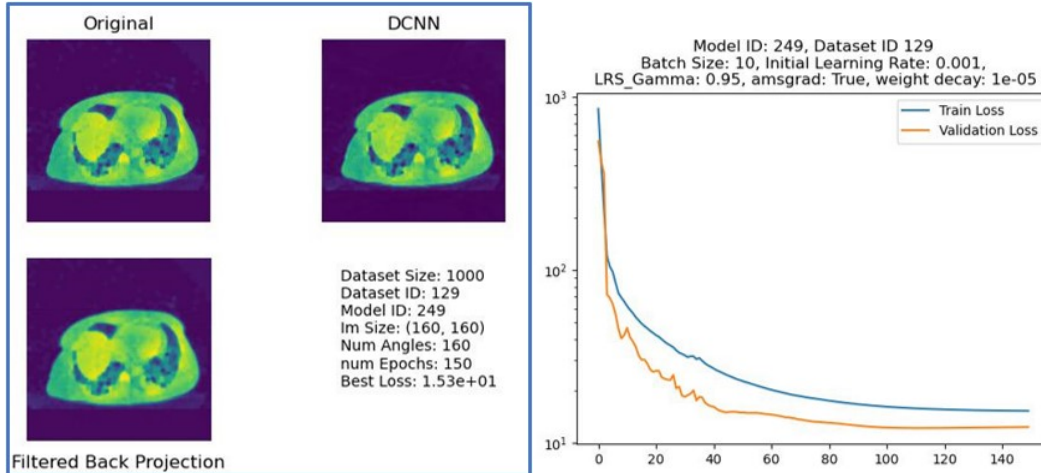 Original
DCNN
Dataset Size: 1000
Dataset ID: 129
Model ID: 249
Im Size: (160, 160)
Num Angles: 160
num Epochs: 150
Best Loss: 1.53e+01
Filtered Back Projection
Model ID: 249, Dataset ID 129
Batch Size: 10, Initial Learning Rate: 0.001,
LRS_Gamma: 0.95, amsgrad: True, weight decay: 1e-05
Train Loss
Validation Loss
10³
10²
10¹
0 20 40 60 80 100 120 140